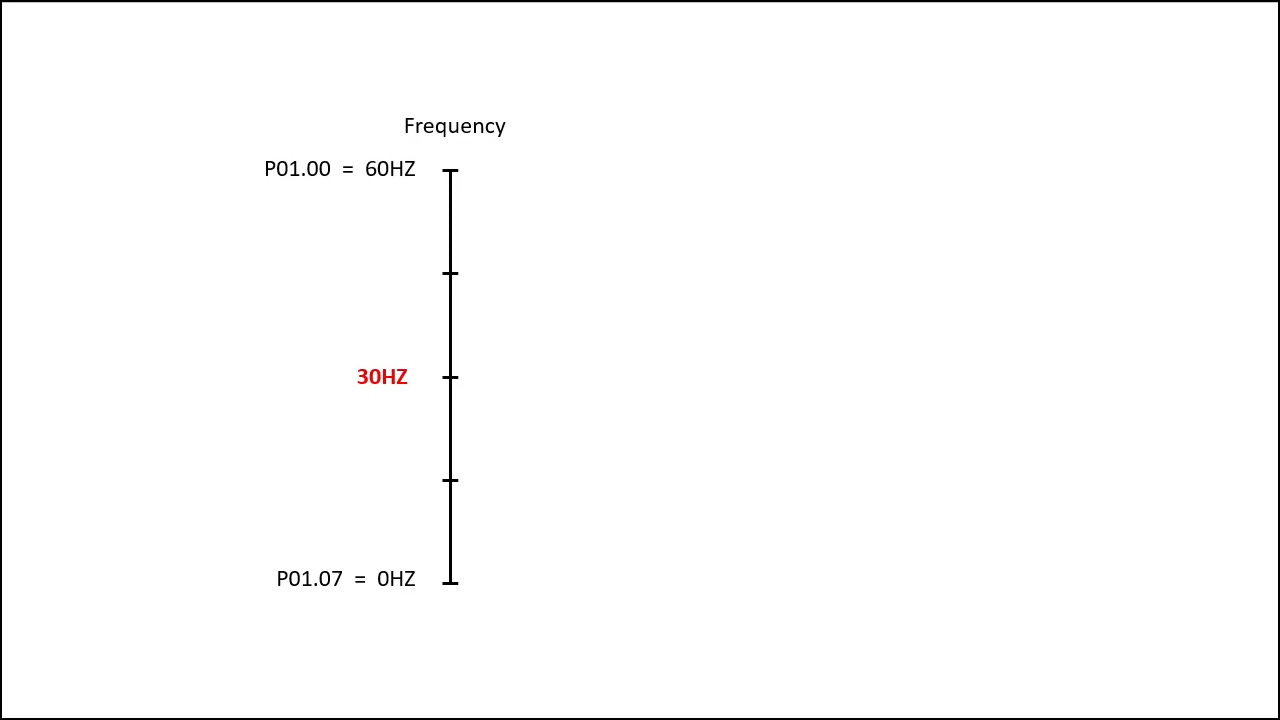 Frequency
P01.00 = 60HZ
30HZ
P01.07 = 0HZ